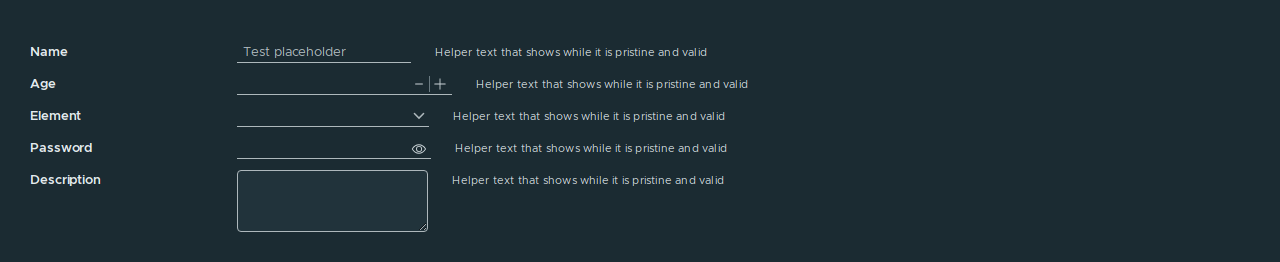 Name Test placeholder Helper text that shows while it is pristine and valid
Age Helper text that shows while it is pristine and valid
Element Helper text that shows while it is pristine and valid
Password Helper text that shows while it is pristine and valid
Description Helper text that shows while it is pristine and valid